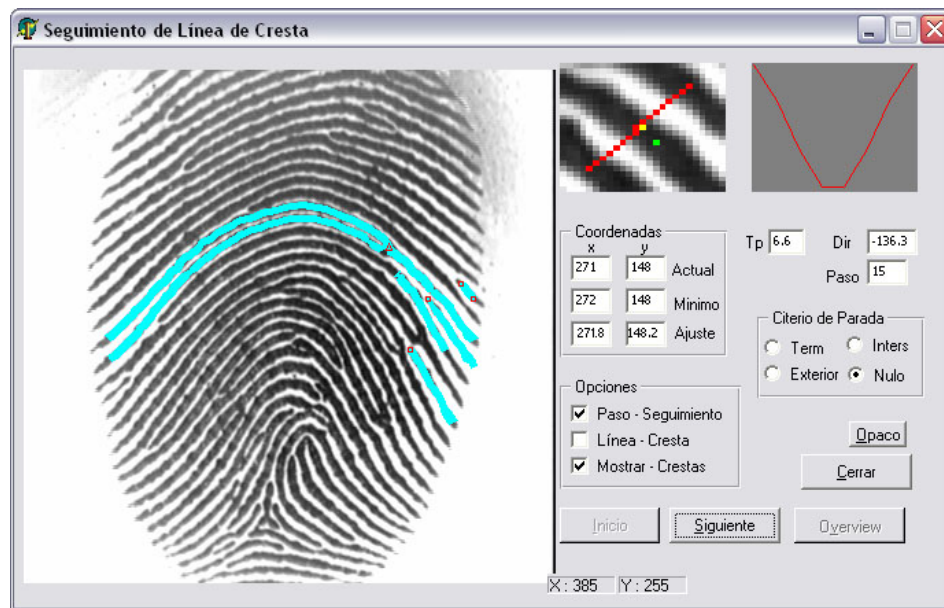 Seguimiento de Línea de Cresta
Coordenadas
x y
271 148 Actual
272 148 Minimo
271.8 148.2 Ajuste
Tp 6.6 Dir -136.3
Paso 15
Citerio de Parada
Term Inters
Exterior Nulo
Opciones
Paso - Seguimiento
Línea - Cresta
Mostrar - Crestas
Opaco
Cerrar
Inicio Siguiente Overview
X : 385 Y : 255